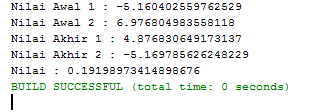 Nilai Awal 1 : -5.160402559762529
Nilai Awal 2 : 6.976804983558118
Nilai Akhir 1 : 4.876830649173137
Nilai Akhir 2 : -5.169785626248229
Nilai : 0.19198973414898676
BUILD SUCCESSFUL (total time: 0 seconds)